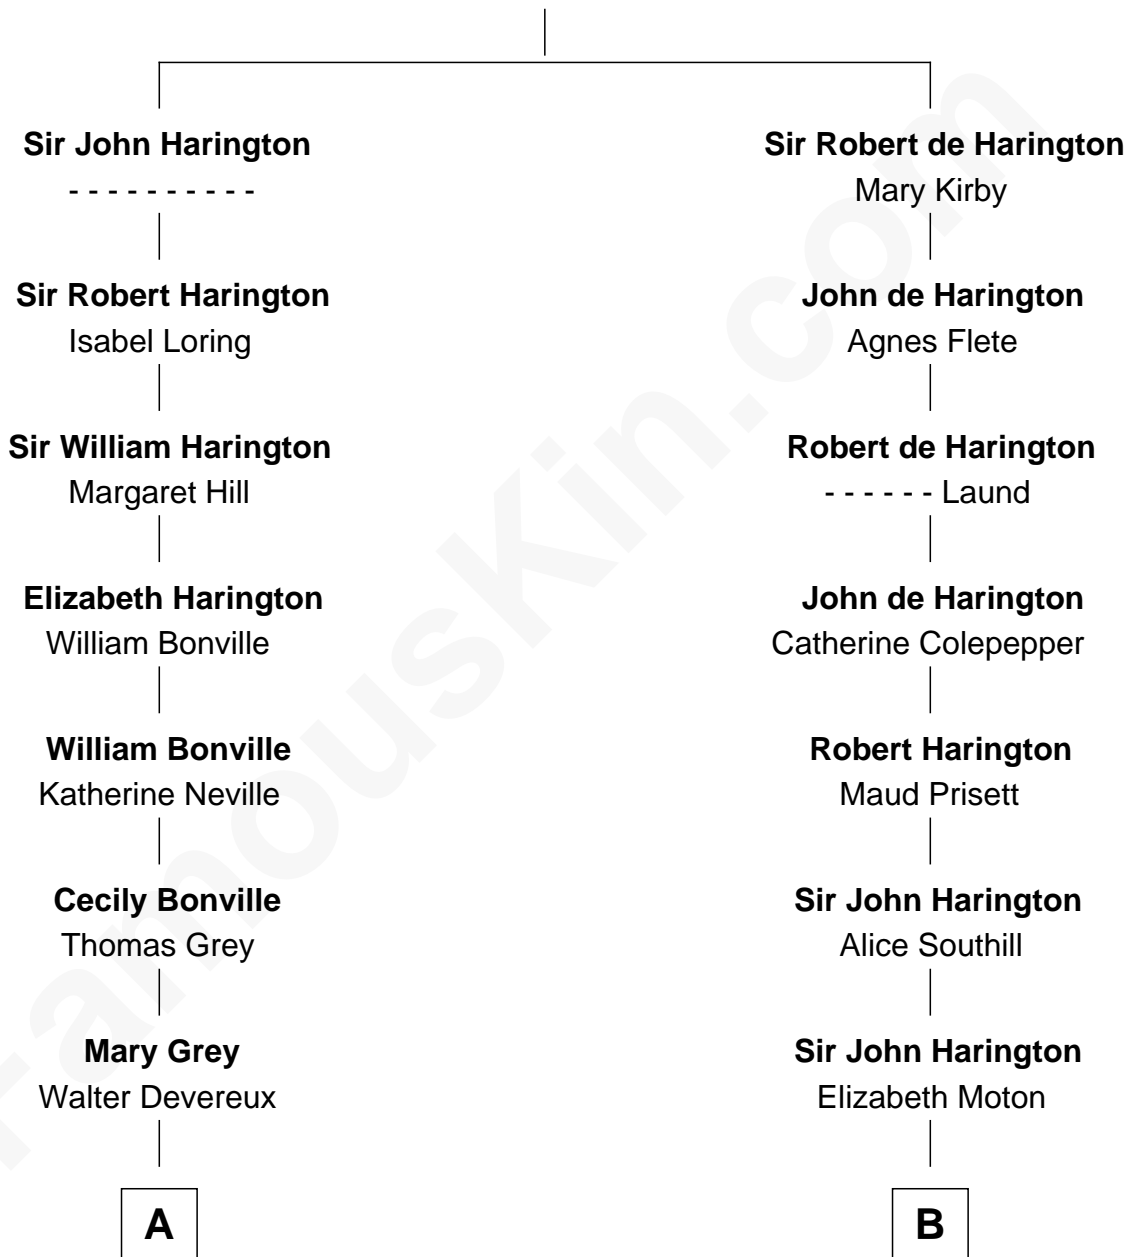 Sir John Harington
- - - - - - - - - -
Sir Robert Harington
Isabel Loring
Sir William Harington
Margaret Hill
Elizabeth Harington
William Bonville
William Bonville
Katherine Neville
Cecily Bonville
Thomas Grey
Mary Grey
Walter Devereux
A
Sir Robert de Harington
Mary Kirby
John de Harington
Agnes Flete
Robert de Harington
- - - - - - Laund
John de Harington
Catherine Colepepper
Robert Harington
Maud Prisett
Sir John Harington
Alice Southill
Sir John Harington
Elizabeth Moton
B
FamousKin.com